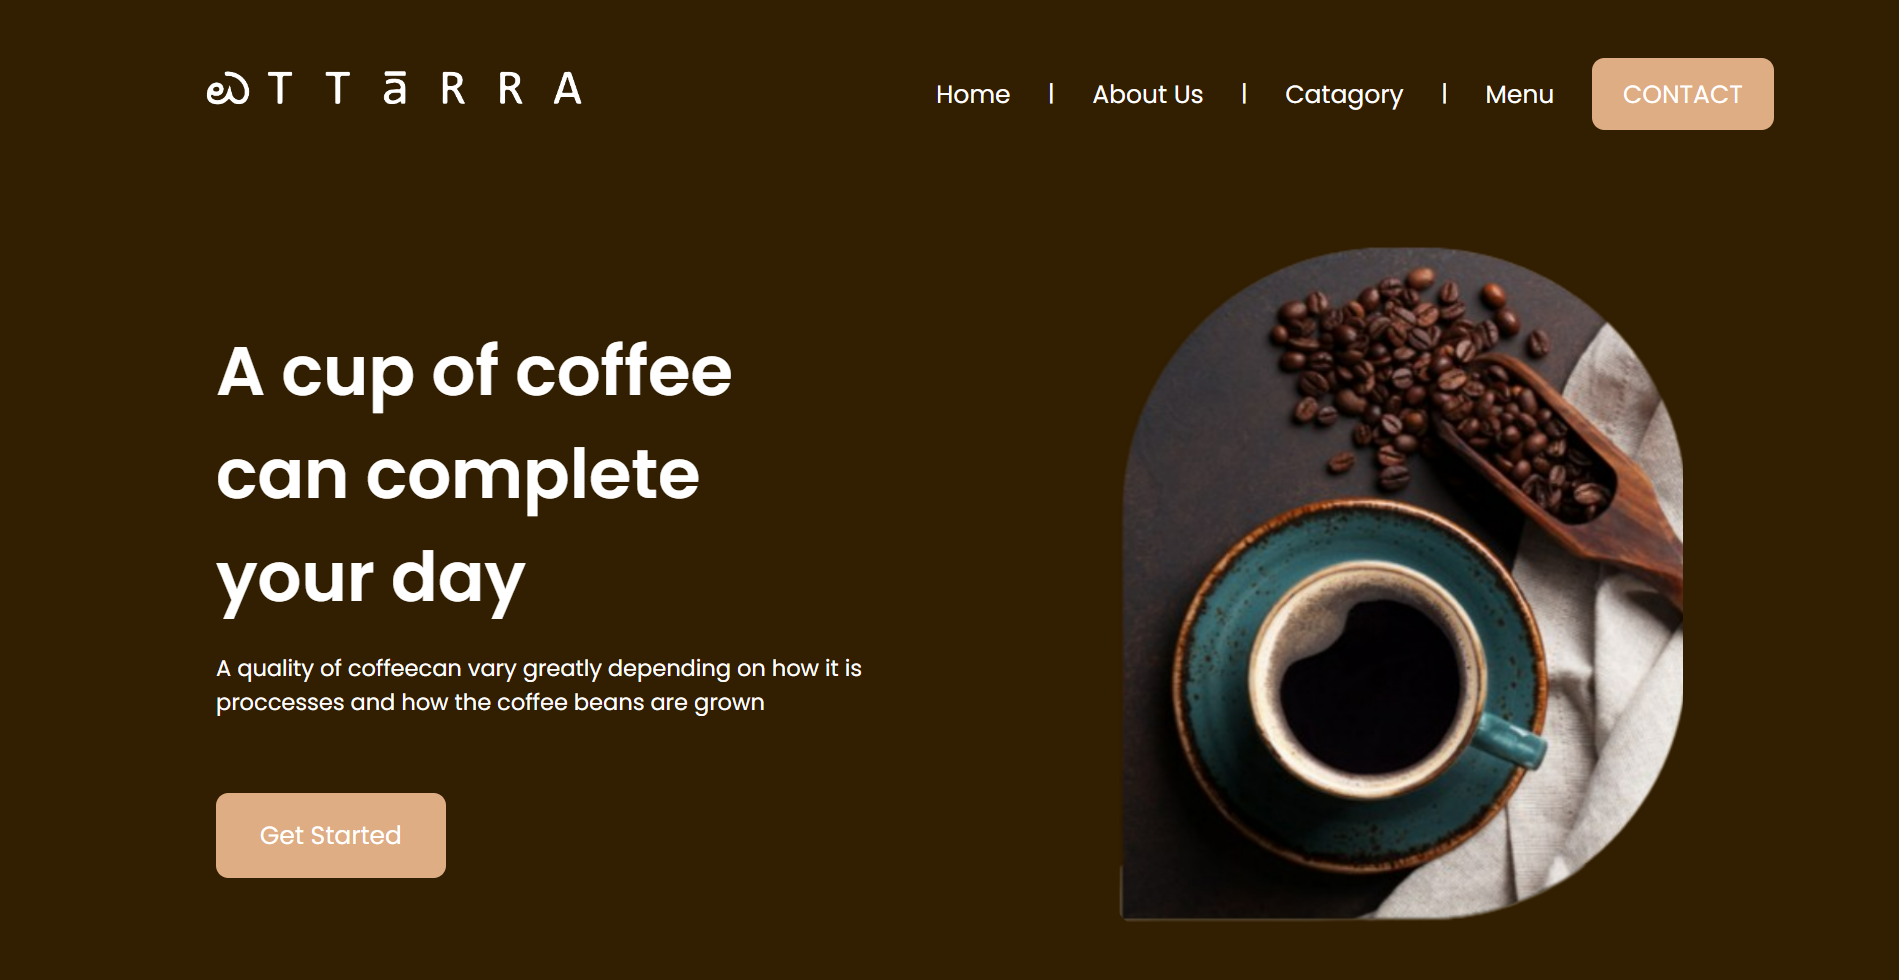 ಲTTāRRA
Home | About Us | Catagory | Menu CONTACT
A cup of coffee
can complete
your day
A quality of coffeecan vary greatly depending on how it is
proccesses and how the coffee beans are grown
Get Started